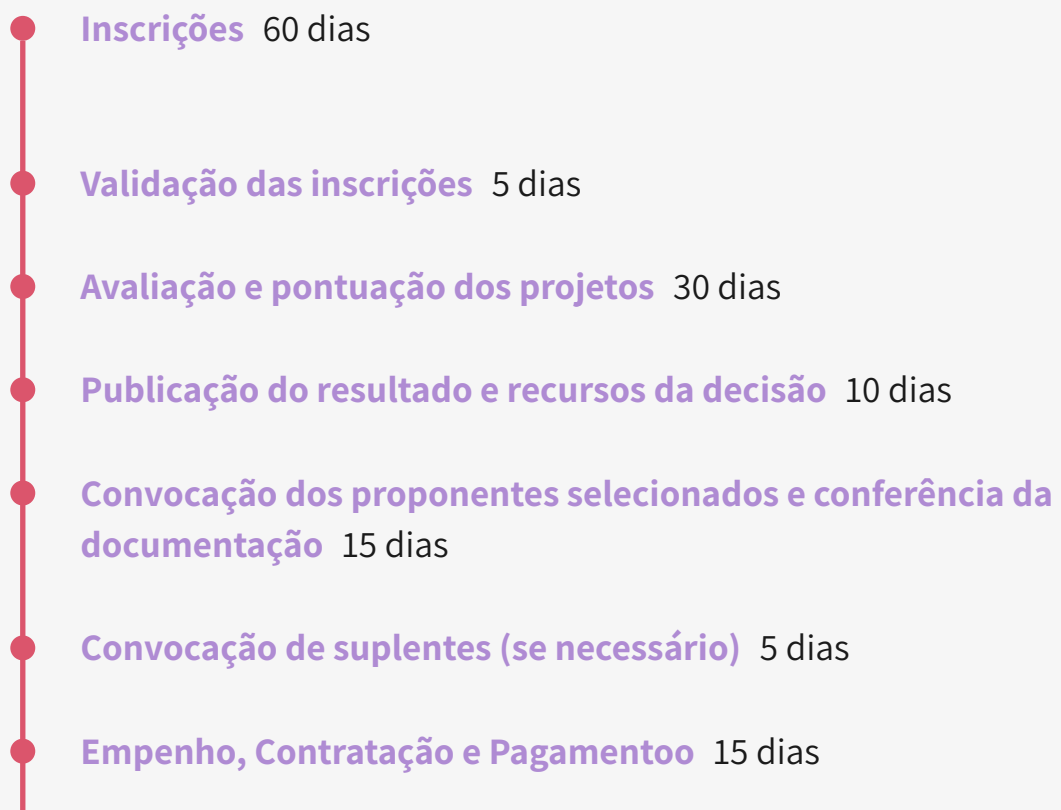 Inscrições 60 dias
Validação das inscrições 5 dias
Avaliação e pontuação dos projetos 30 dias
Publicação do resultado e recursos da decisão 10 dias
Convocação dos proponentes selecionados e conferência da
documentação 15 dias
Convocação de suplentes (se necessário) 5 dias
Empenho, Contratação e Pagamentoo 15 dias